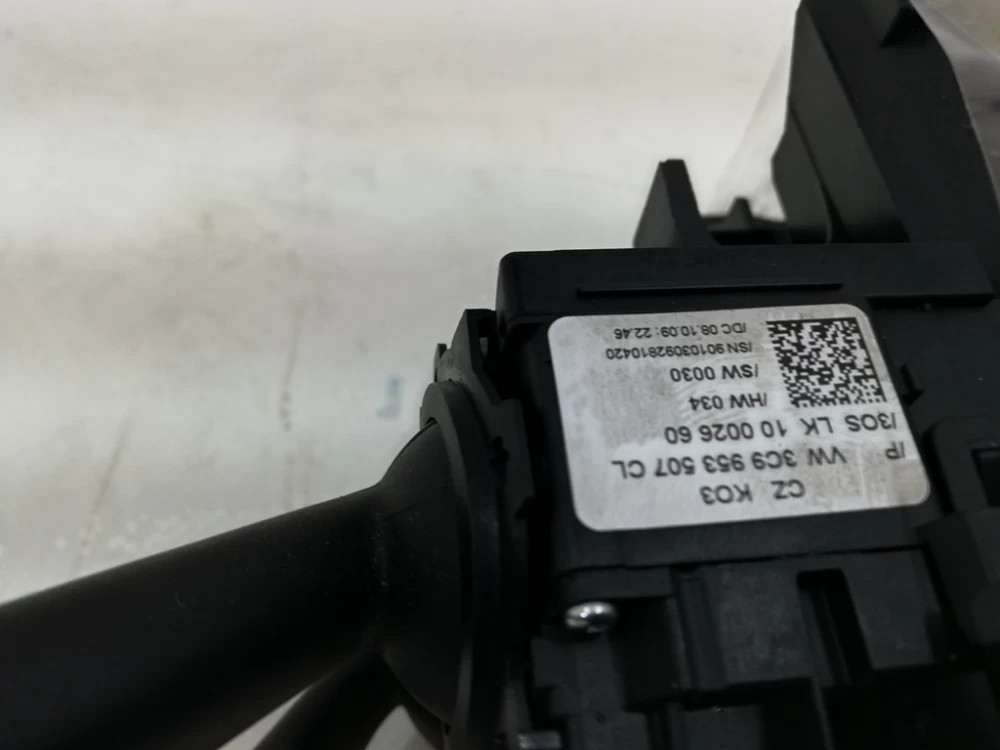 CZ KO3
/P VW 3C9 953 507 CL
/3OS LK 10 0026 60
/HW 034
/SW 0030
/SN 90103092810420
/DC 08.10.09: 22.46